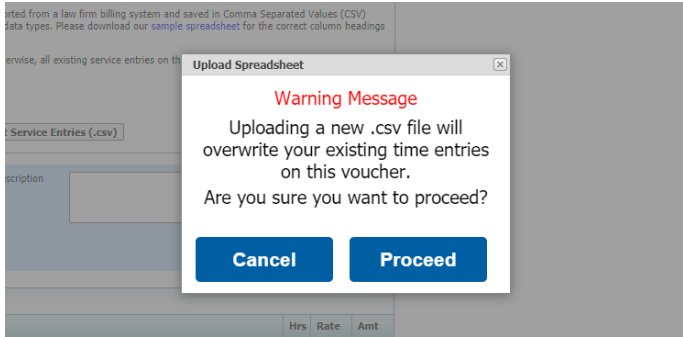 orted from a law firm billing system and saved in Comma Separated Values (CSV)
data types. Please download our sample spreadsheet for the correct column headings
erwise, all existing service entries on th
Upload Spreadsheet
Warning Message
Uploading a new .csv file will
overwrite your existing time entries
on this voucher.
Are you sure you want to proceed?
t Service Entries (.csv)
scription
Cancel Proceed
Hrs Rate Amt